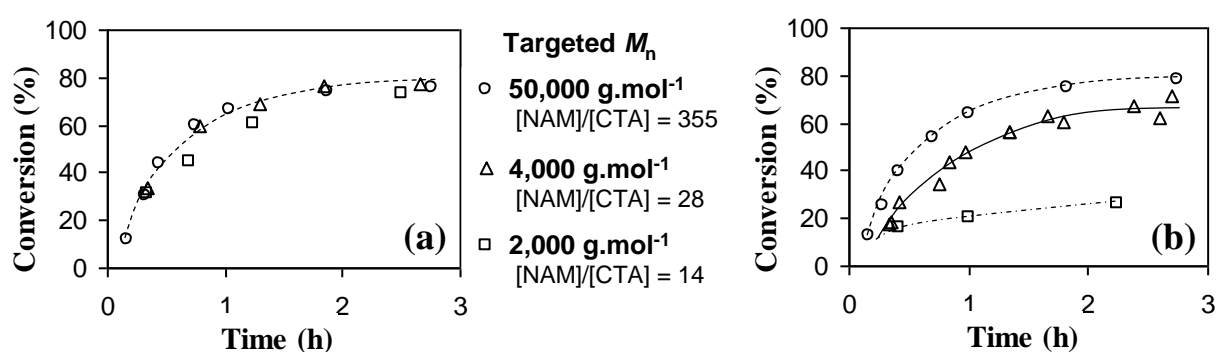 100
80
60
40
20
0
Conversion (%)
0 1 2 3
Time (h)
(a)
Targeted Mn
50,000 g.mol-1
[NAM]/[CTA] = 355
4,000 g.mol-1
[NAM]/[CTA] = 28
2,000 g.mol-1
[NAM]/[CTA] = 14
100
80
60
40
20
0
Conversion (%)
0 1 2 3
Time (h)
(b)